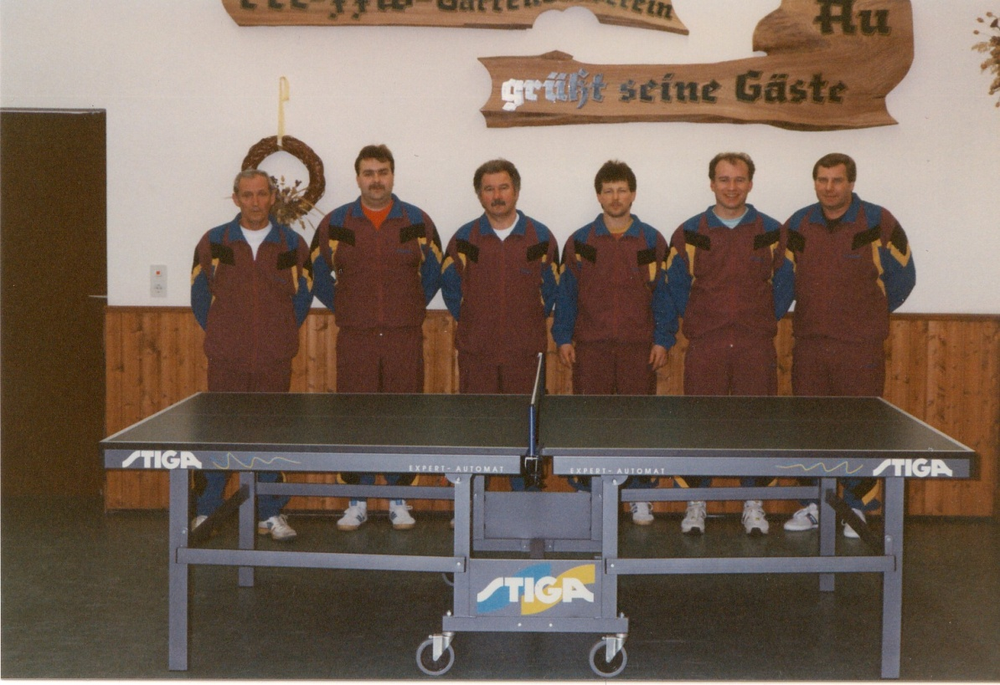 Au
grüßt seine Gäste
STIGA
EXPERT-AUTOMAT
EXPERT-AUTOMAT
STIGA
STIGA